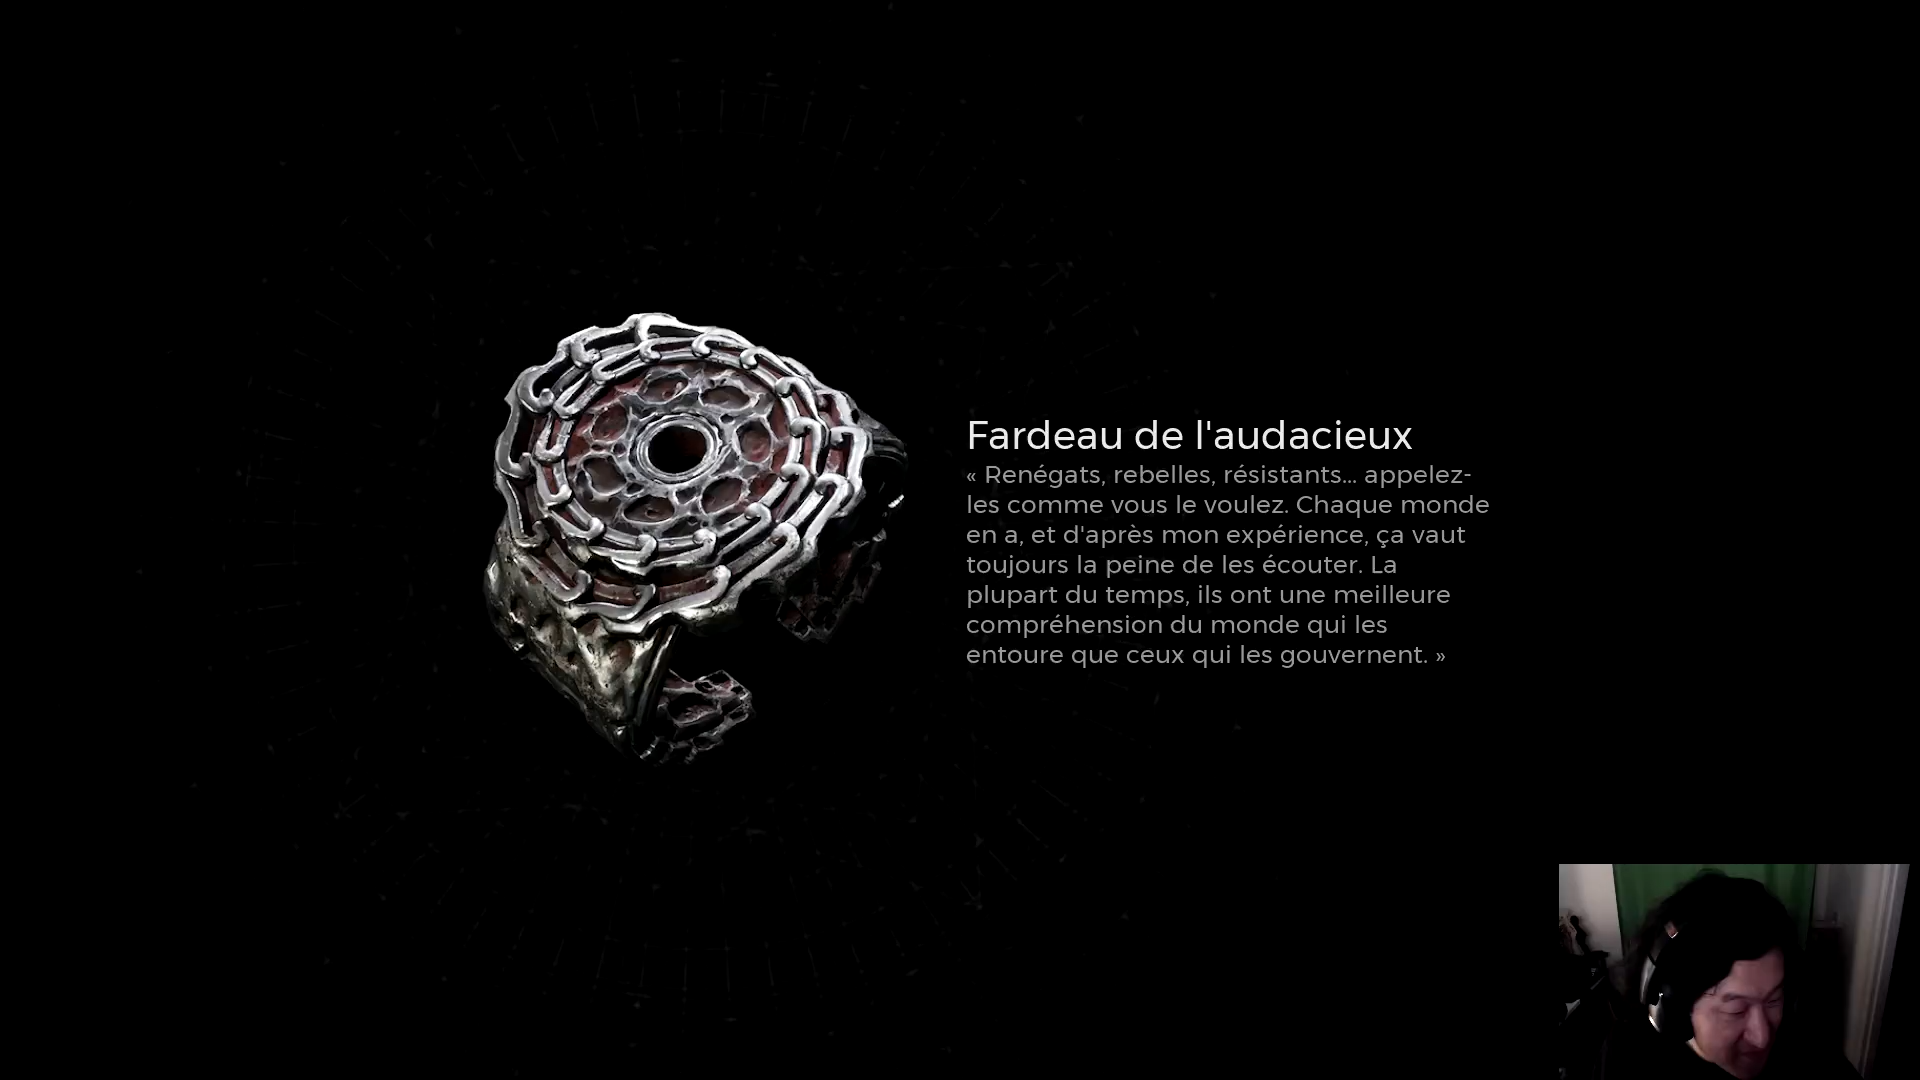 Fardeau de l'audacieux
« Renégats, rebelles, résistants... appelez-
les comme vous le voulez. Chaque monde
en a, et d'après mon expérience, ça vaut
toujours la peine de les écouter. La
plupart du temps, ils ont une meilleure
compréhension du monde qui les
entoure que ceux qui les gouvernent. »